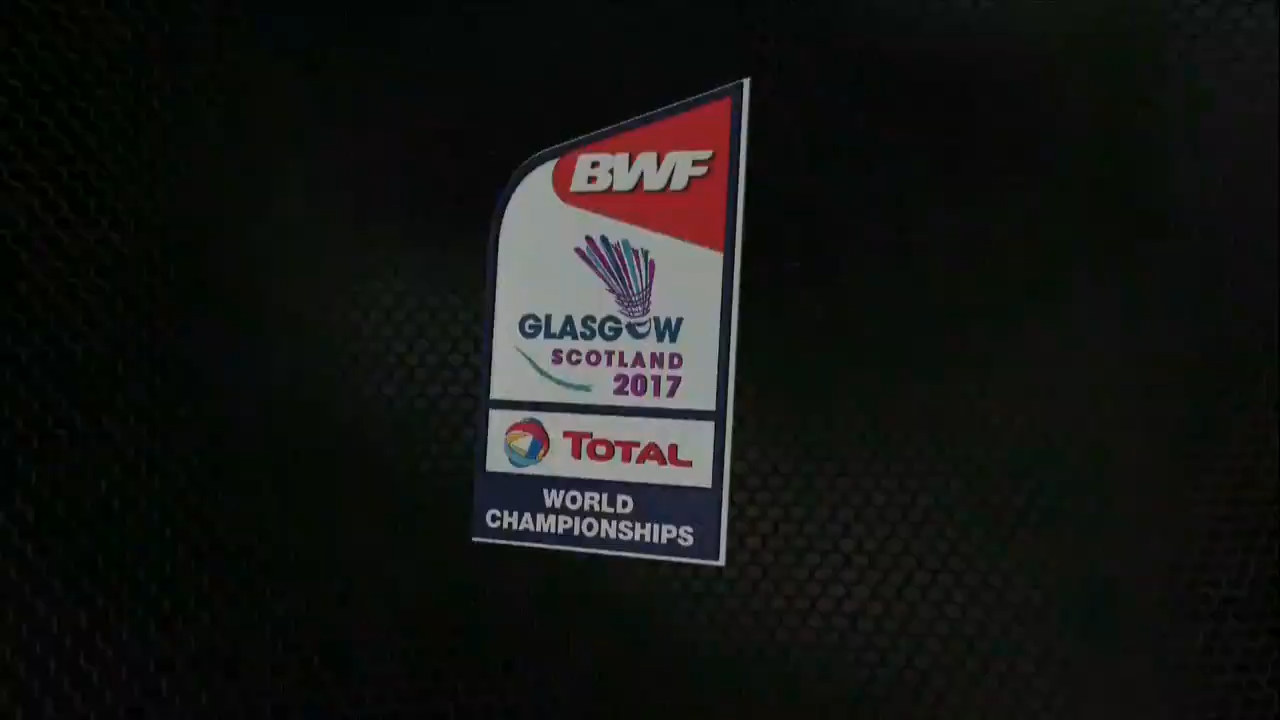 BWF
GLASGOW
SCOTLAND
2017
TOTAL
WORLD
CHAMPIONSHIPS